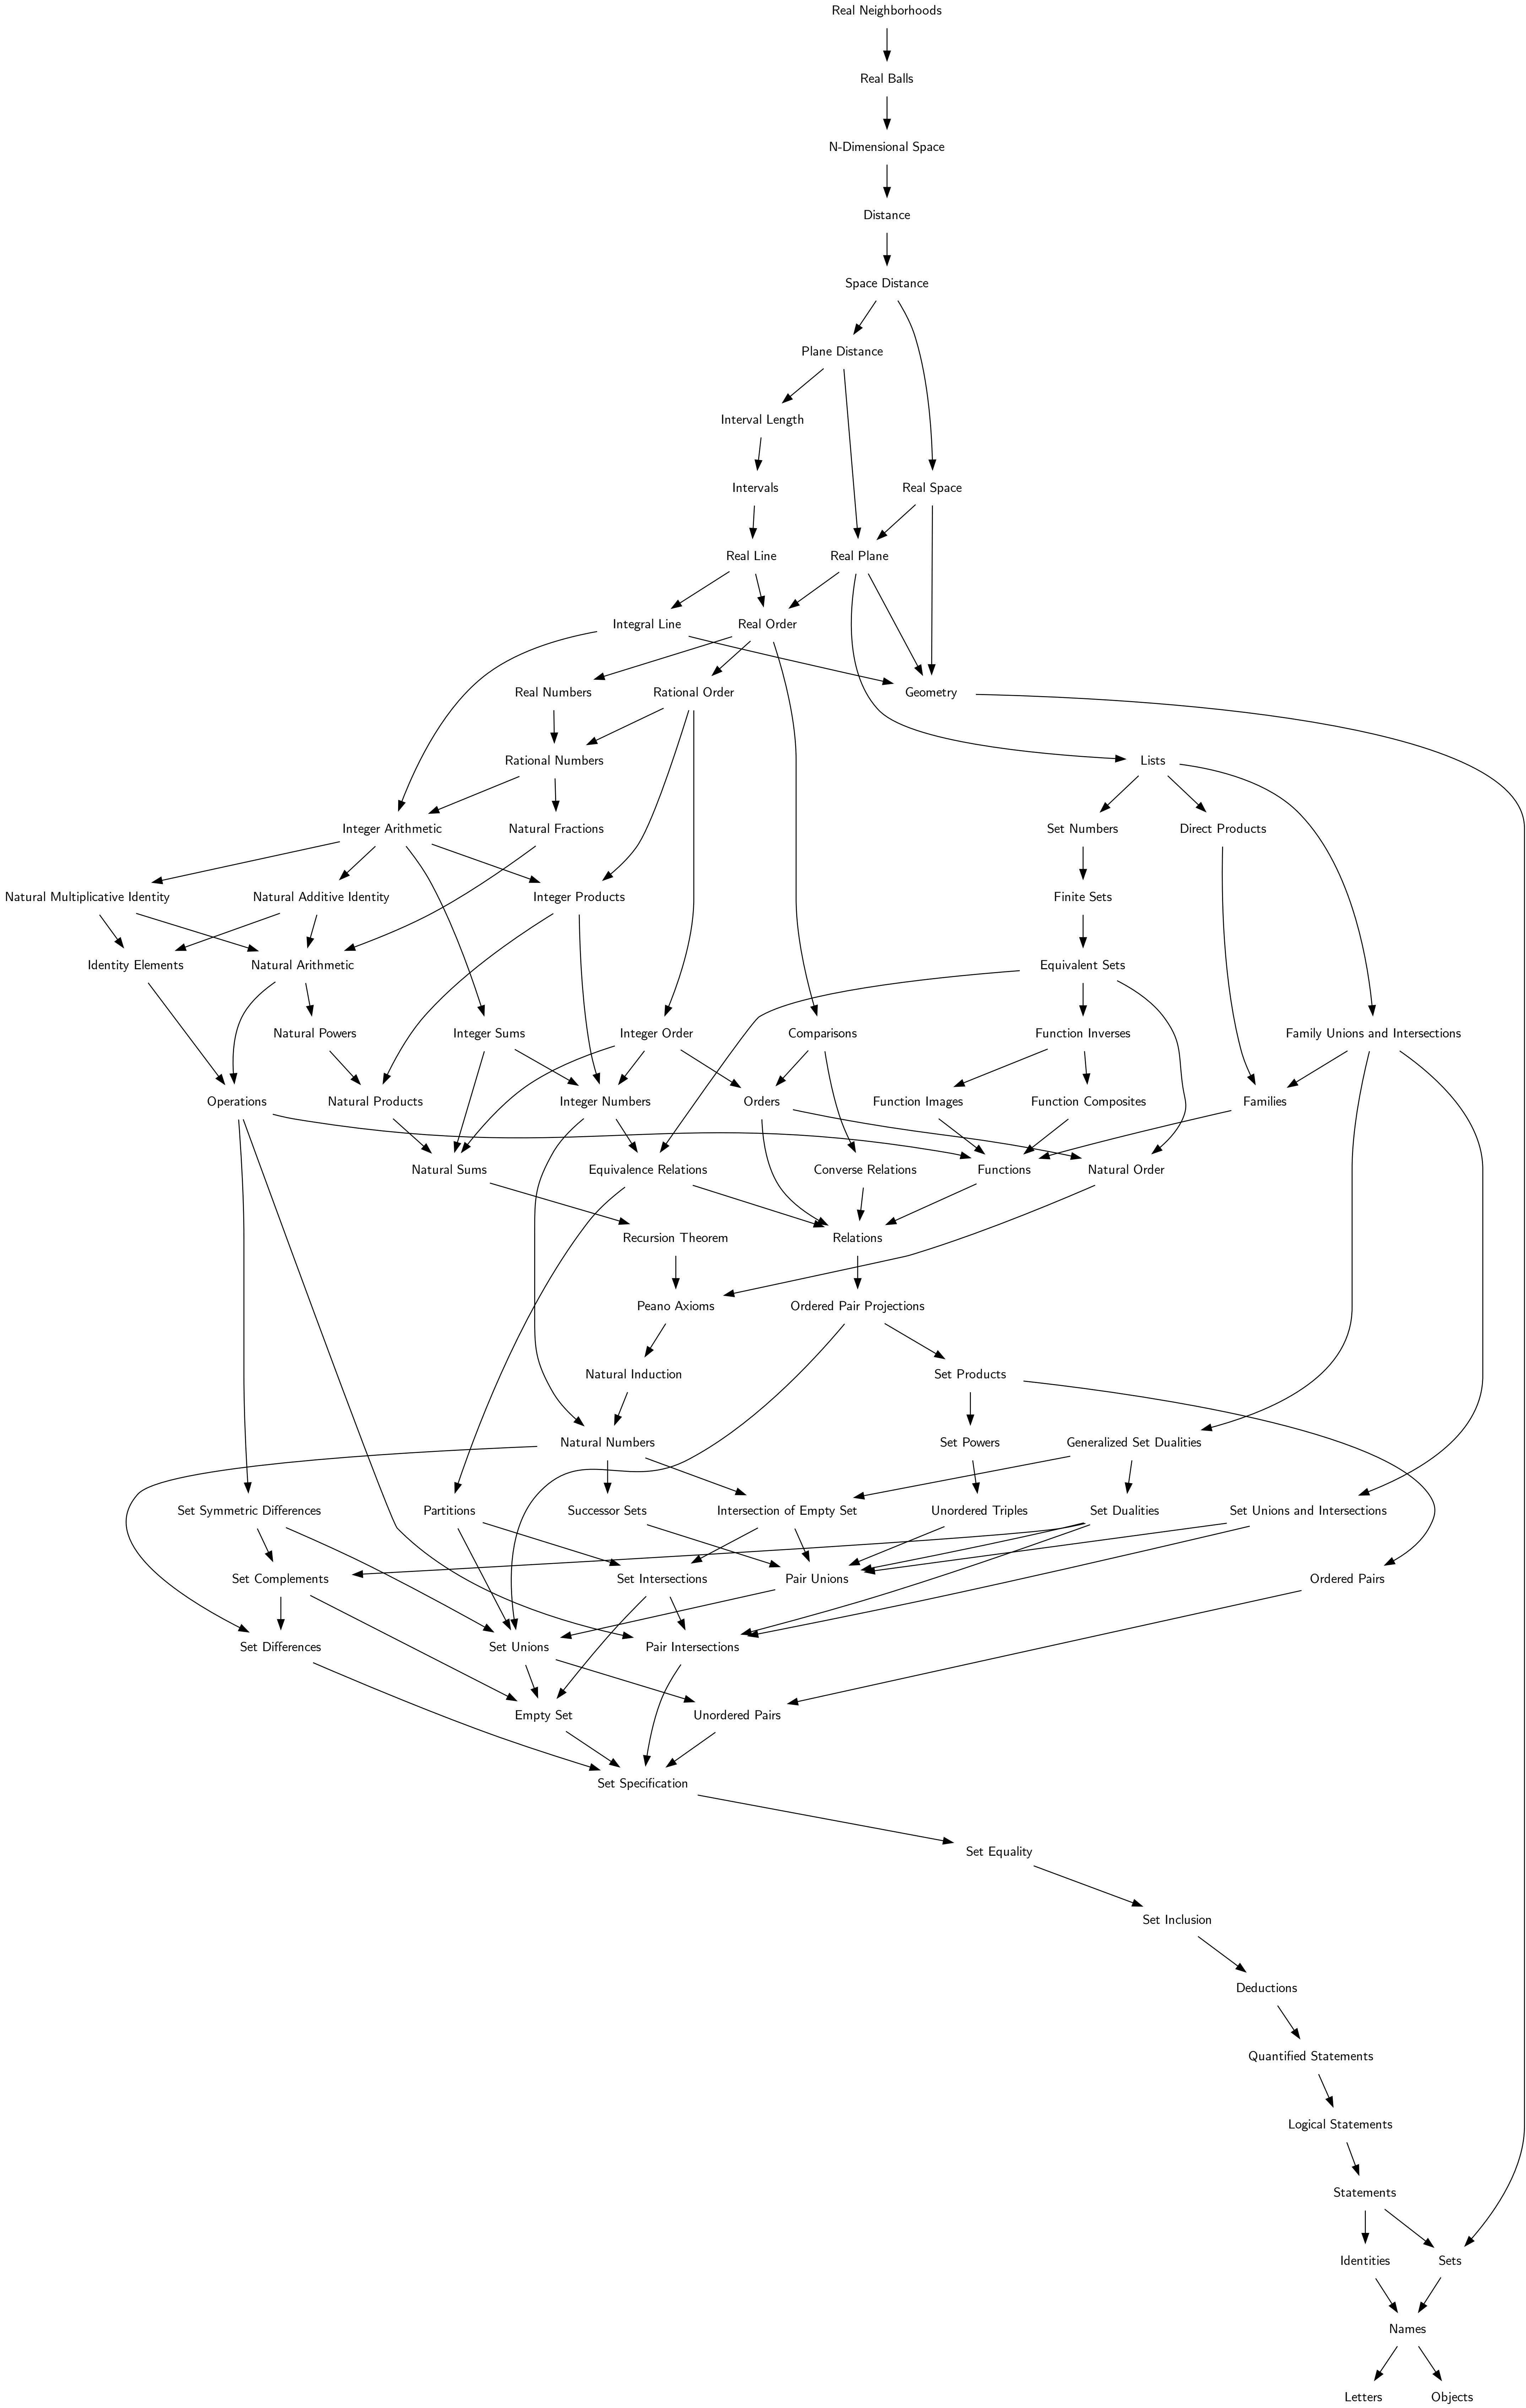 Real Neighborhoods
Real Balls
N-Dimensional Space
Distance
Space Distance
Plane Distance
Interval Length
Intervals
Real Space
Real Line
Real Plane
Integral Line
Real Order
Real Numbers
Rational Order
Geometry
Rational Numbers
Lists
Integer Arithmetic
Natural Fractions
Set Numbers
Direct Products
Natural Multiplicative Identity
Natural Additive Identity
Integer Products
Finite Sets
Identity Elements
Natural Arithmetic
Equivalent Sets
Natural Powers
Integer Sums
Integer Order
Comparisons
Function Inverses
Family Unions and Intersections
Operations
Natural Products
Integer Numbers
Orders
Function Images
Function Composites
Families
Natural Sums
Equivalence Relations
Converse Relations
Functions
Natural Order
Recursion Theorem
Relations
Peano Axioms
Ordered Pair Projections
Natural Induction
Set Products
Natural Numbers
Set Powers
Generalized Set Dualities
Set Symmetric Differences
Partitions
Successor Sets
Intersection of Empty Set
Unordered Triples
Set Dualities
Set Unions and Intersections
Set Complements
Set Intersections
Pair Unions
Ordered Pairs
Set Differences
Set Unions
Pair Intersections
Empty Set
Unordered Pairs
Set Specification
Set Equality
Set Inclusion
Deductions
Quantified Statements
Logical Statements
Statements
Identities
Sets
Names
Letters
Objects